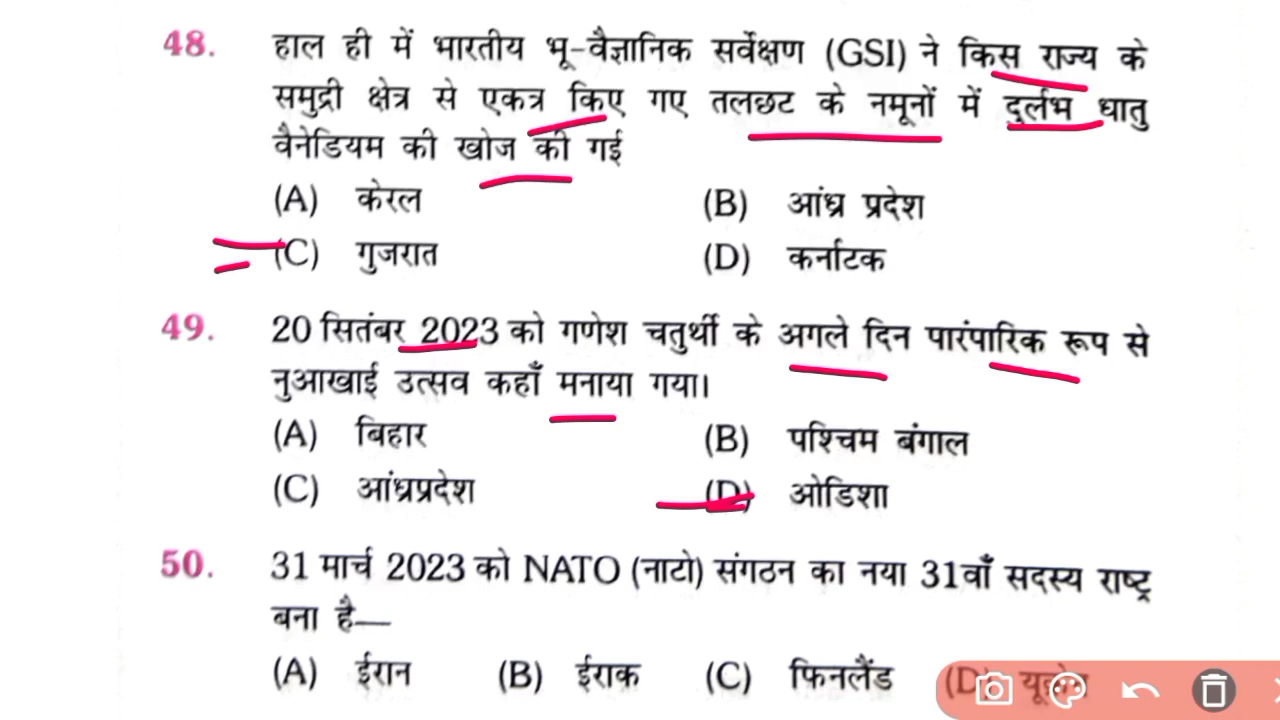 48. हाल ही में भारतीय भू-वैज्ञानिक सर्वेक्षण (GSI) ने किस राज्य के
समुद्री क्षेत्र से एकत्र किए गए तलछट के नमूनों में दुर्लभ धातु
वैनेडियम की खोज की गई
(A) केरल (B) आंध्र प्रदेश
(C) गुजरात (D) कर्नाटक
49. 20 सितंबर 2023 को गणेश चतुर्थी के अगले दिन पारंपारिक रूप से
नुआखाई उत्सव कहाँ मनाया गया।
(A) बिहार (B) पश्चिम बंगाल
(C) आंध्रप्रदेश (D) ओडिशा
50. 31 मार्च 2023 को NATO (नाटो) संगठन का नया 31वाँ सदस्य राष्ट्र
बना है—
(A) ईरान (B) ईराक (C) फिनलैंड (D)